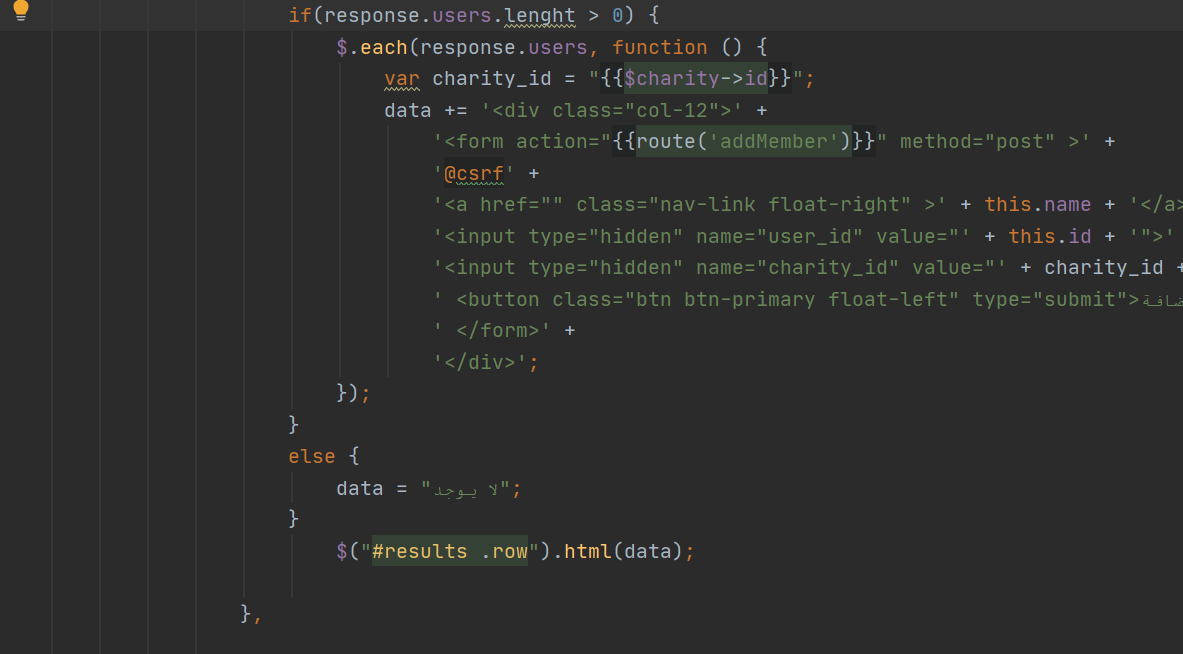 if(response.users.lenght > 0) {
$.each(response.users, function () {
var charity_id = "{{$charity->id}}";
data += '<div class="col-12">' +
'<form action="{{route('addMember')}}" method="post" >' +
'@csrf' +
'<a href="" class="nav-link float-right" >' + this.name + '</a>
'<input type="hidden" name="user_id" value="' + this.id + '">'
'<input type="hidden" name="charity_id" value="' + charity_id +
' <button class="btn btn-primary float-left" type="submit">
' </form>' +
'</div>';
});
}
else {
data = "لا يوجد";
}
$("#results .row").html(data);
},